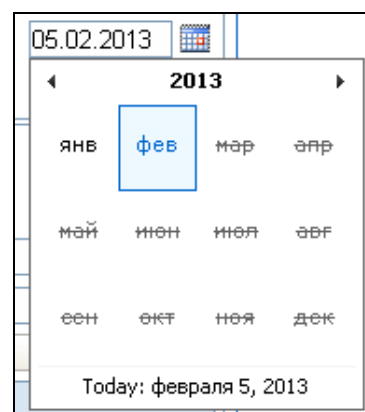 05.02.2013
2013
янв фев мар апр
май июн июл авг
сен окт ноя дек
Today: февраля 5, 2013